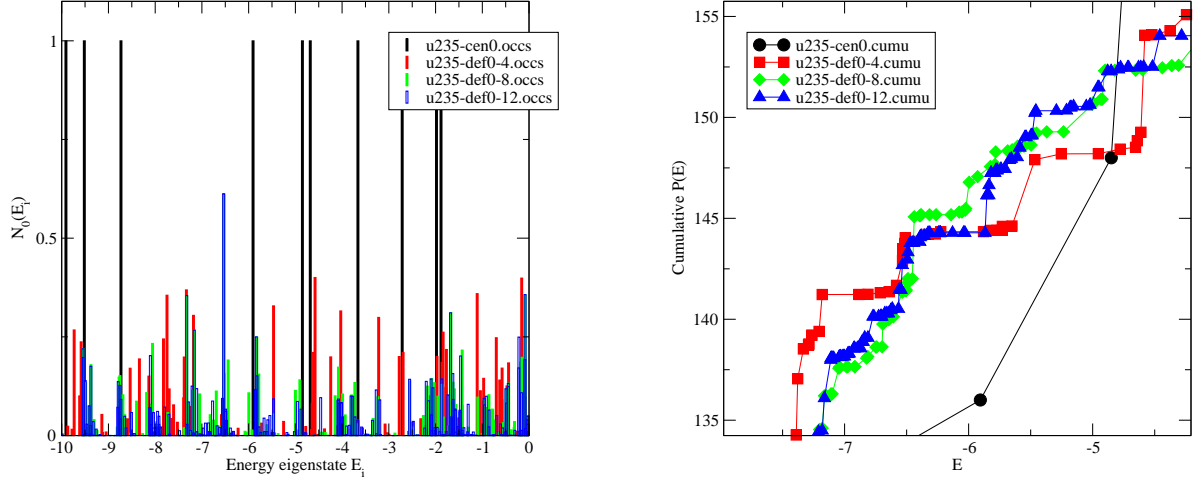 1
0.5
0
N₀(Eᵢ)
u235-cen0.occs
u235-def0-4.occs
u235-def0-8.occs
u235-def0-12.occs
-10 -9 -8 -7 -6 -5 -4 -3 -2 -1 0
Energy eigenstate Eᵢ
155
150
145
140
135
Cumulative P(E)
u235-cen0.cumu
u235-def0-4.cumu
u235-def0-8.cumu
u235-def0-12.cumu
-7 -6 -5
E